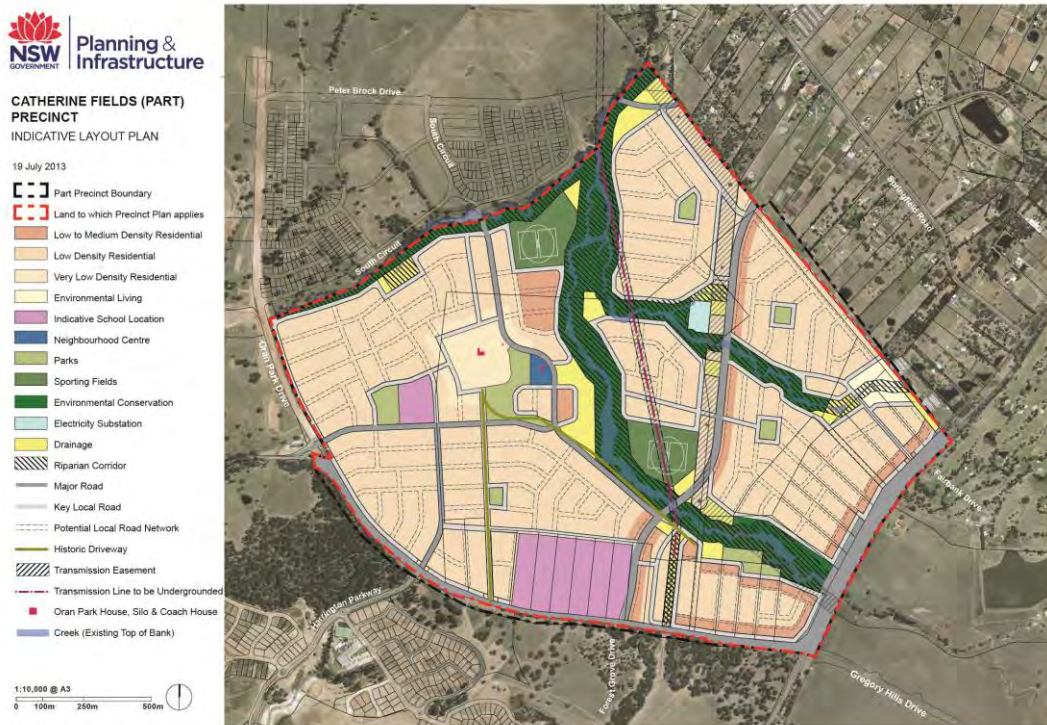 NSW
GOVERNMENT
Planning &
Infrastructure
CATHERINE FIELDS (PART)
PRECINCT
INDICATIVE LAYOUT PLAN
19 July 2013
Part Precinct Boundary
Land to which Precinct Plan applies
Low to Medium Density Residential
Low Density Residential
Very Low Density Residential
Environmental Living
Indicative School Location
Neighbourhood Centre
Parks
Sporting Fields
Environmental Conservation
Electricity Substation
Drainage
Riparian Corridor
Major Road
Key Local Road
Potential Local Road Network
Historic Driveway
Transmission Easement
Transmission Line to be Undergrounded
Oran Park House, Silo & Coach House
Creek (Existing Top of Bank)
1:10,000 @ A3
0 100m 250m 500m
Peter Brock Drive
South Circuit
South Circuit
Springfield Road
Oran Park Drive
Fairbank Drive
Harrington Parkway
Forest Grove Drive
Gregory Hills Drive